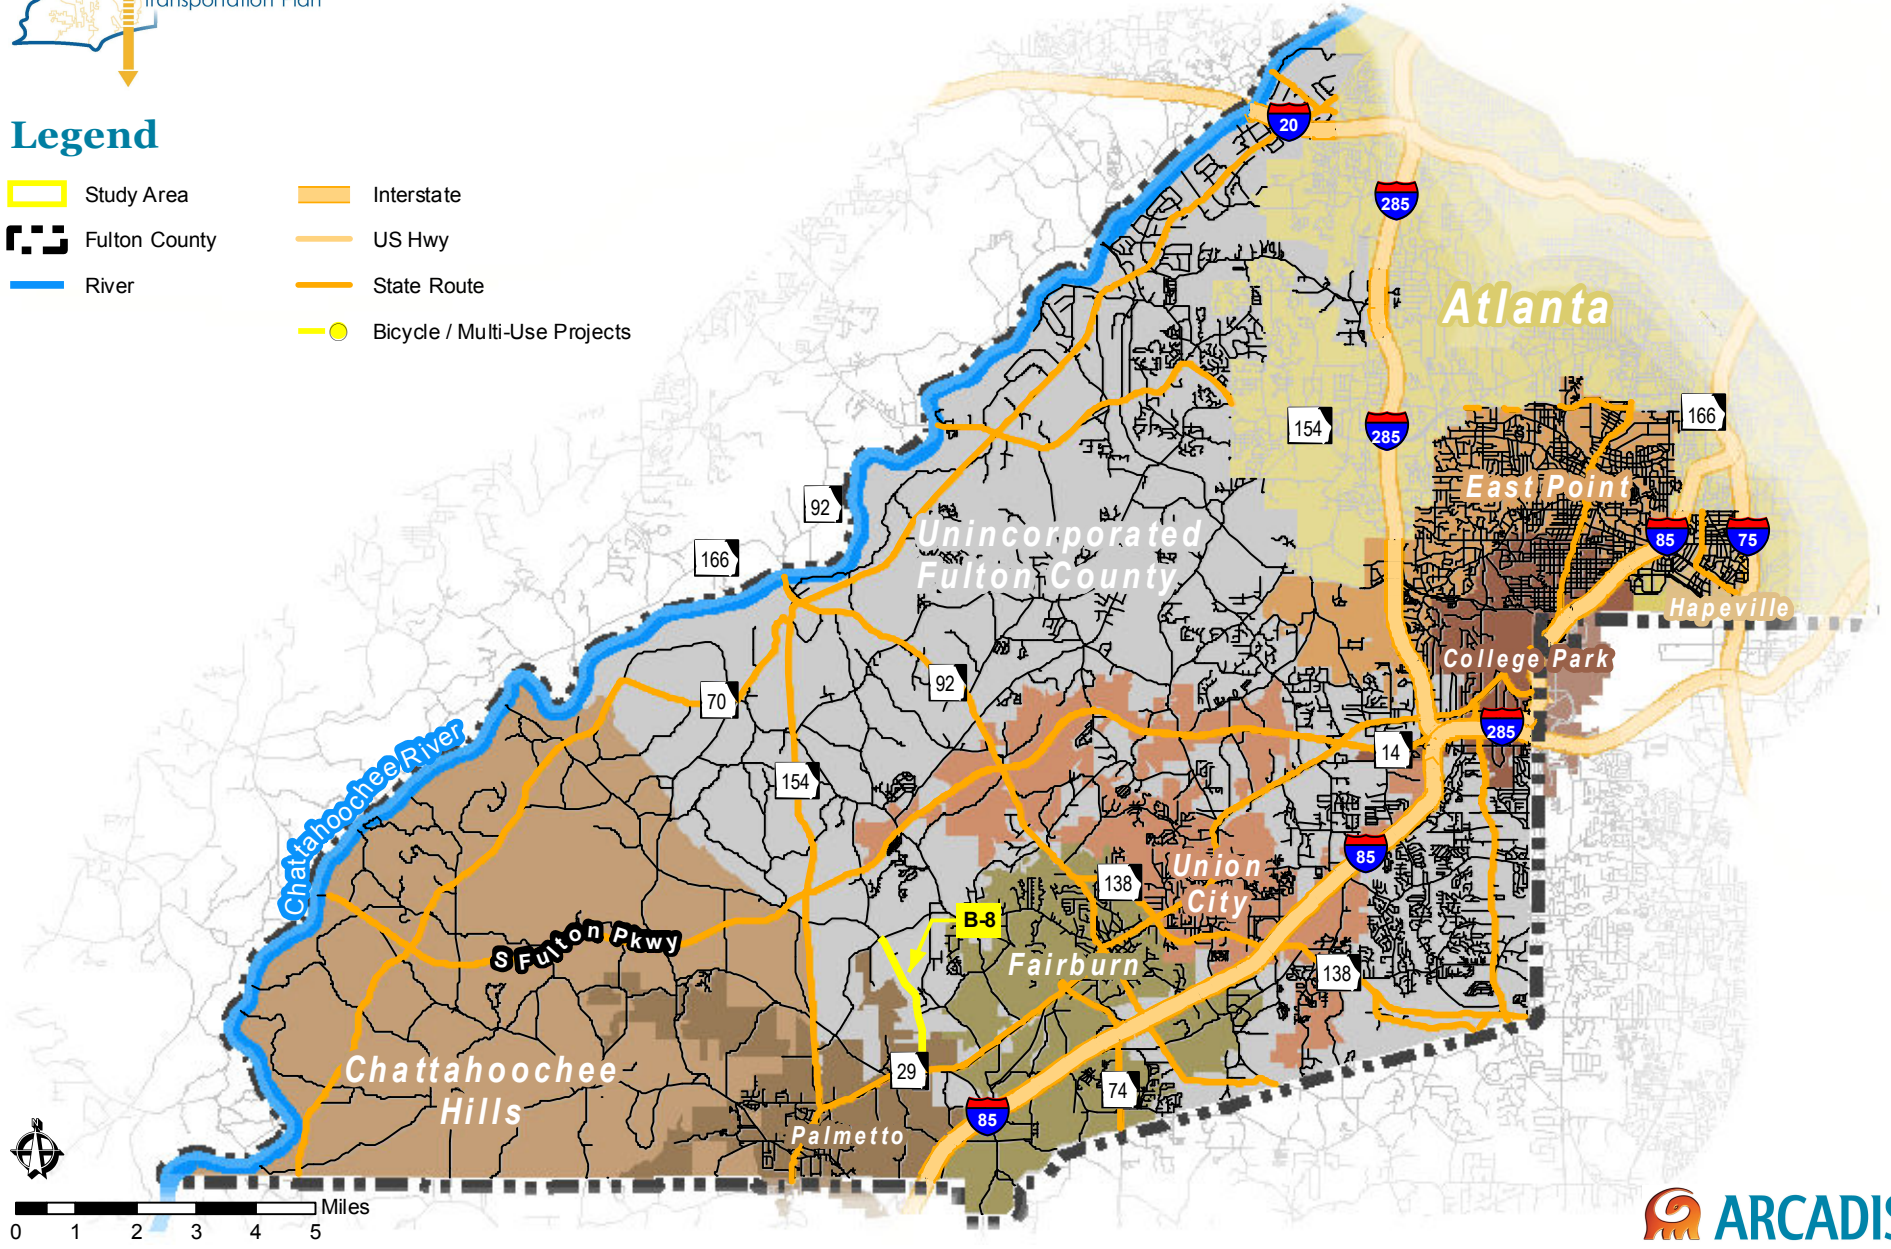 Transportation Plan
Legend
Study Area
Fulton County
River
Interstate
US Hwy
State Route
Bicycle / Multi-Use Projects
20
285
Atlanta
154
285
166
East Point
85
75
92
166
Unincorporated
Fulton County
Hapeville
College Park
70
92
285
14
Chattahoochee River
154
85
138
Union
City
B-8
S Fulton Pkwy
Fairburn
138
Chattahoochee
Hills
29
74
85
Palmetto
Miles
0 1 2 3 4 5
ARCADIS